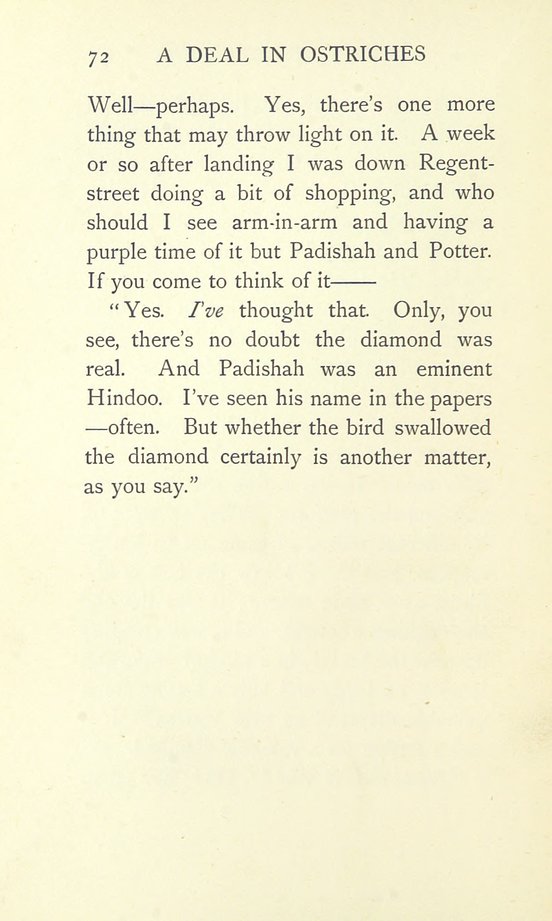 72 A DEAL IN OSTRICHES
Well—perhaps. Yes, there's one more
thing that may throw light on it. A week
or so after landing I was down Regent-
street doing a bit of shopping, and who
should I see arm-in-arm and having a
purple time of it but Padishah and Potter.
If you come to think of it——
"Yes. I've thought that. Only, you
see, there's no doubt the diamond was
real. And Padishah was an eminent
Hindoo. I've seen his name in the papers
—often. But whether the bird swallowed
the diamond certainly is another matter,
as you say."